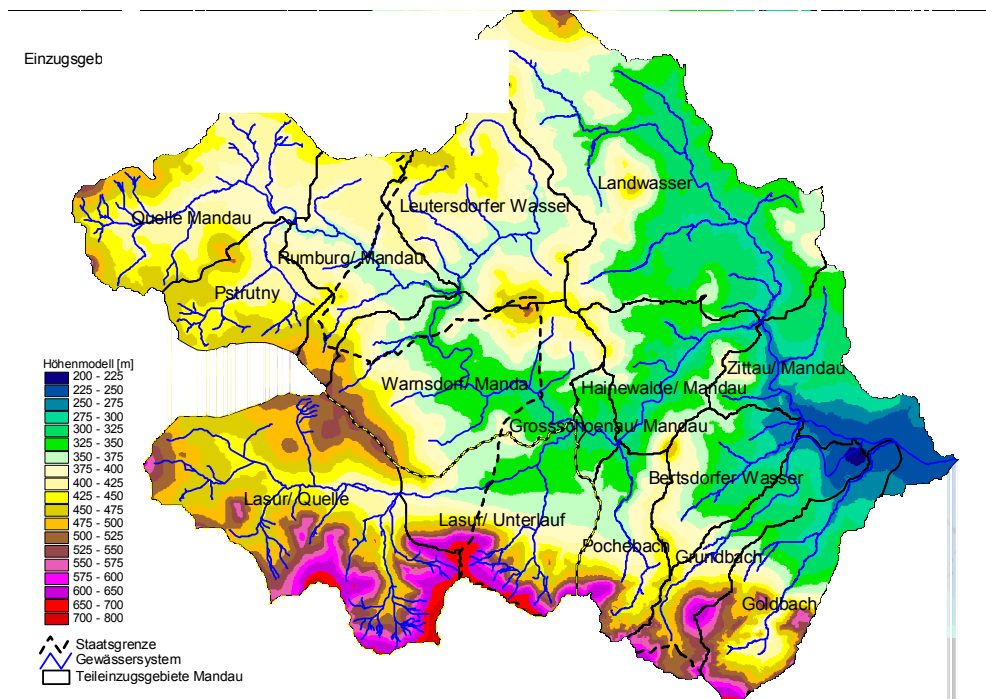 Einzugsgeb
Landwasser
Leutersdorfer Wasser
Quelle Mandau
Rumburg/ Mandau
Pstrutny
Zittau/ Mandau
Warnsdorf/ Manda
Hainewalde/ Mandau
Grosschoenau/ Mandau
Bertsdorfer Wasser
Lasur/ Quelle
Lasur/ Unterlauf
Pochebach
Grundbach
Goldbach
Höhenmodell [m]
200 - 225
225 - 250
250 - 275
275 - 300
300 - 325
325 - 350
350 - 375
375 - 400
400 - 425
425 - 450
450 - 475
475 - 500
500 - 525
525 - 550
550 - 575
575 - 600
600 - 650
650 - 700
700 - 800
Staatsgrenze
Gewässersystem
Teileinzugsgebiete Mandau